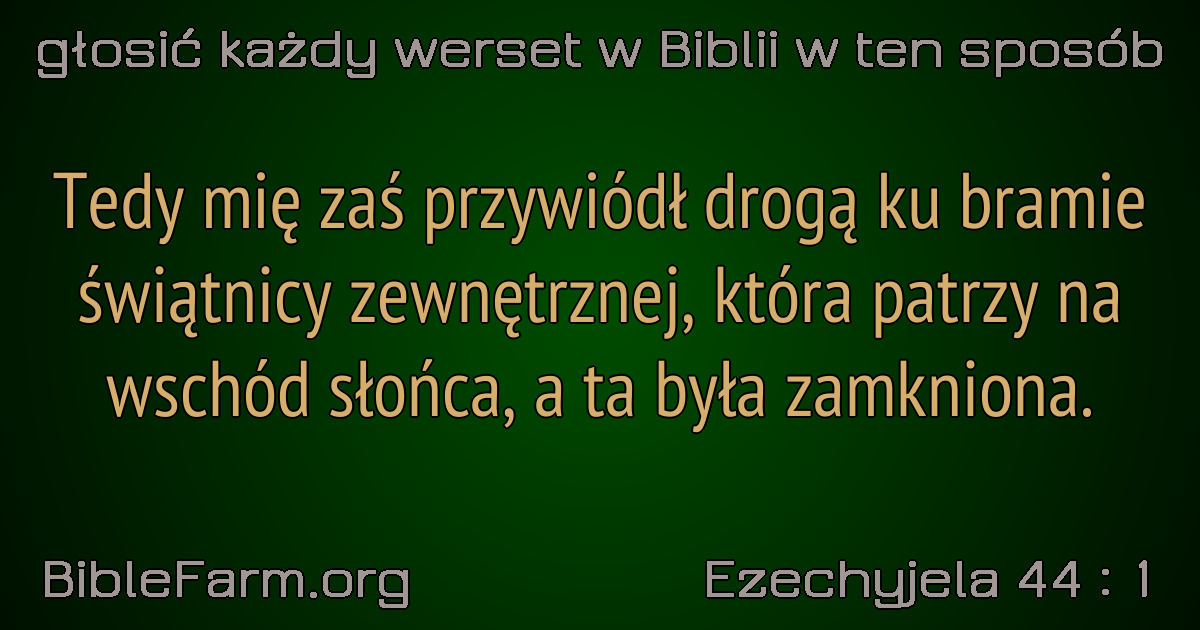 głosić każdy werset w Biblii w ten sposób
Tedy mię zaś przywiódł drogą ku bramie
świątnicy zewnętrznej, która patrzy na
wschód słońca, a ta była zamkniona.
BibleFarm.org
Ezechyjela 44 : 1